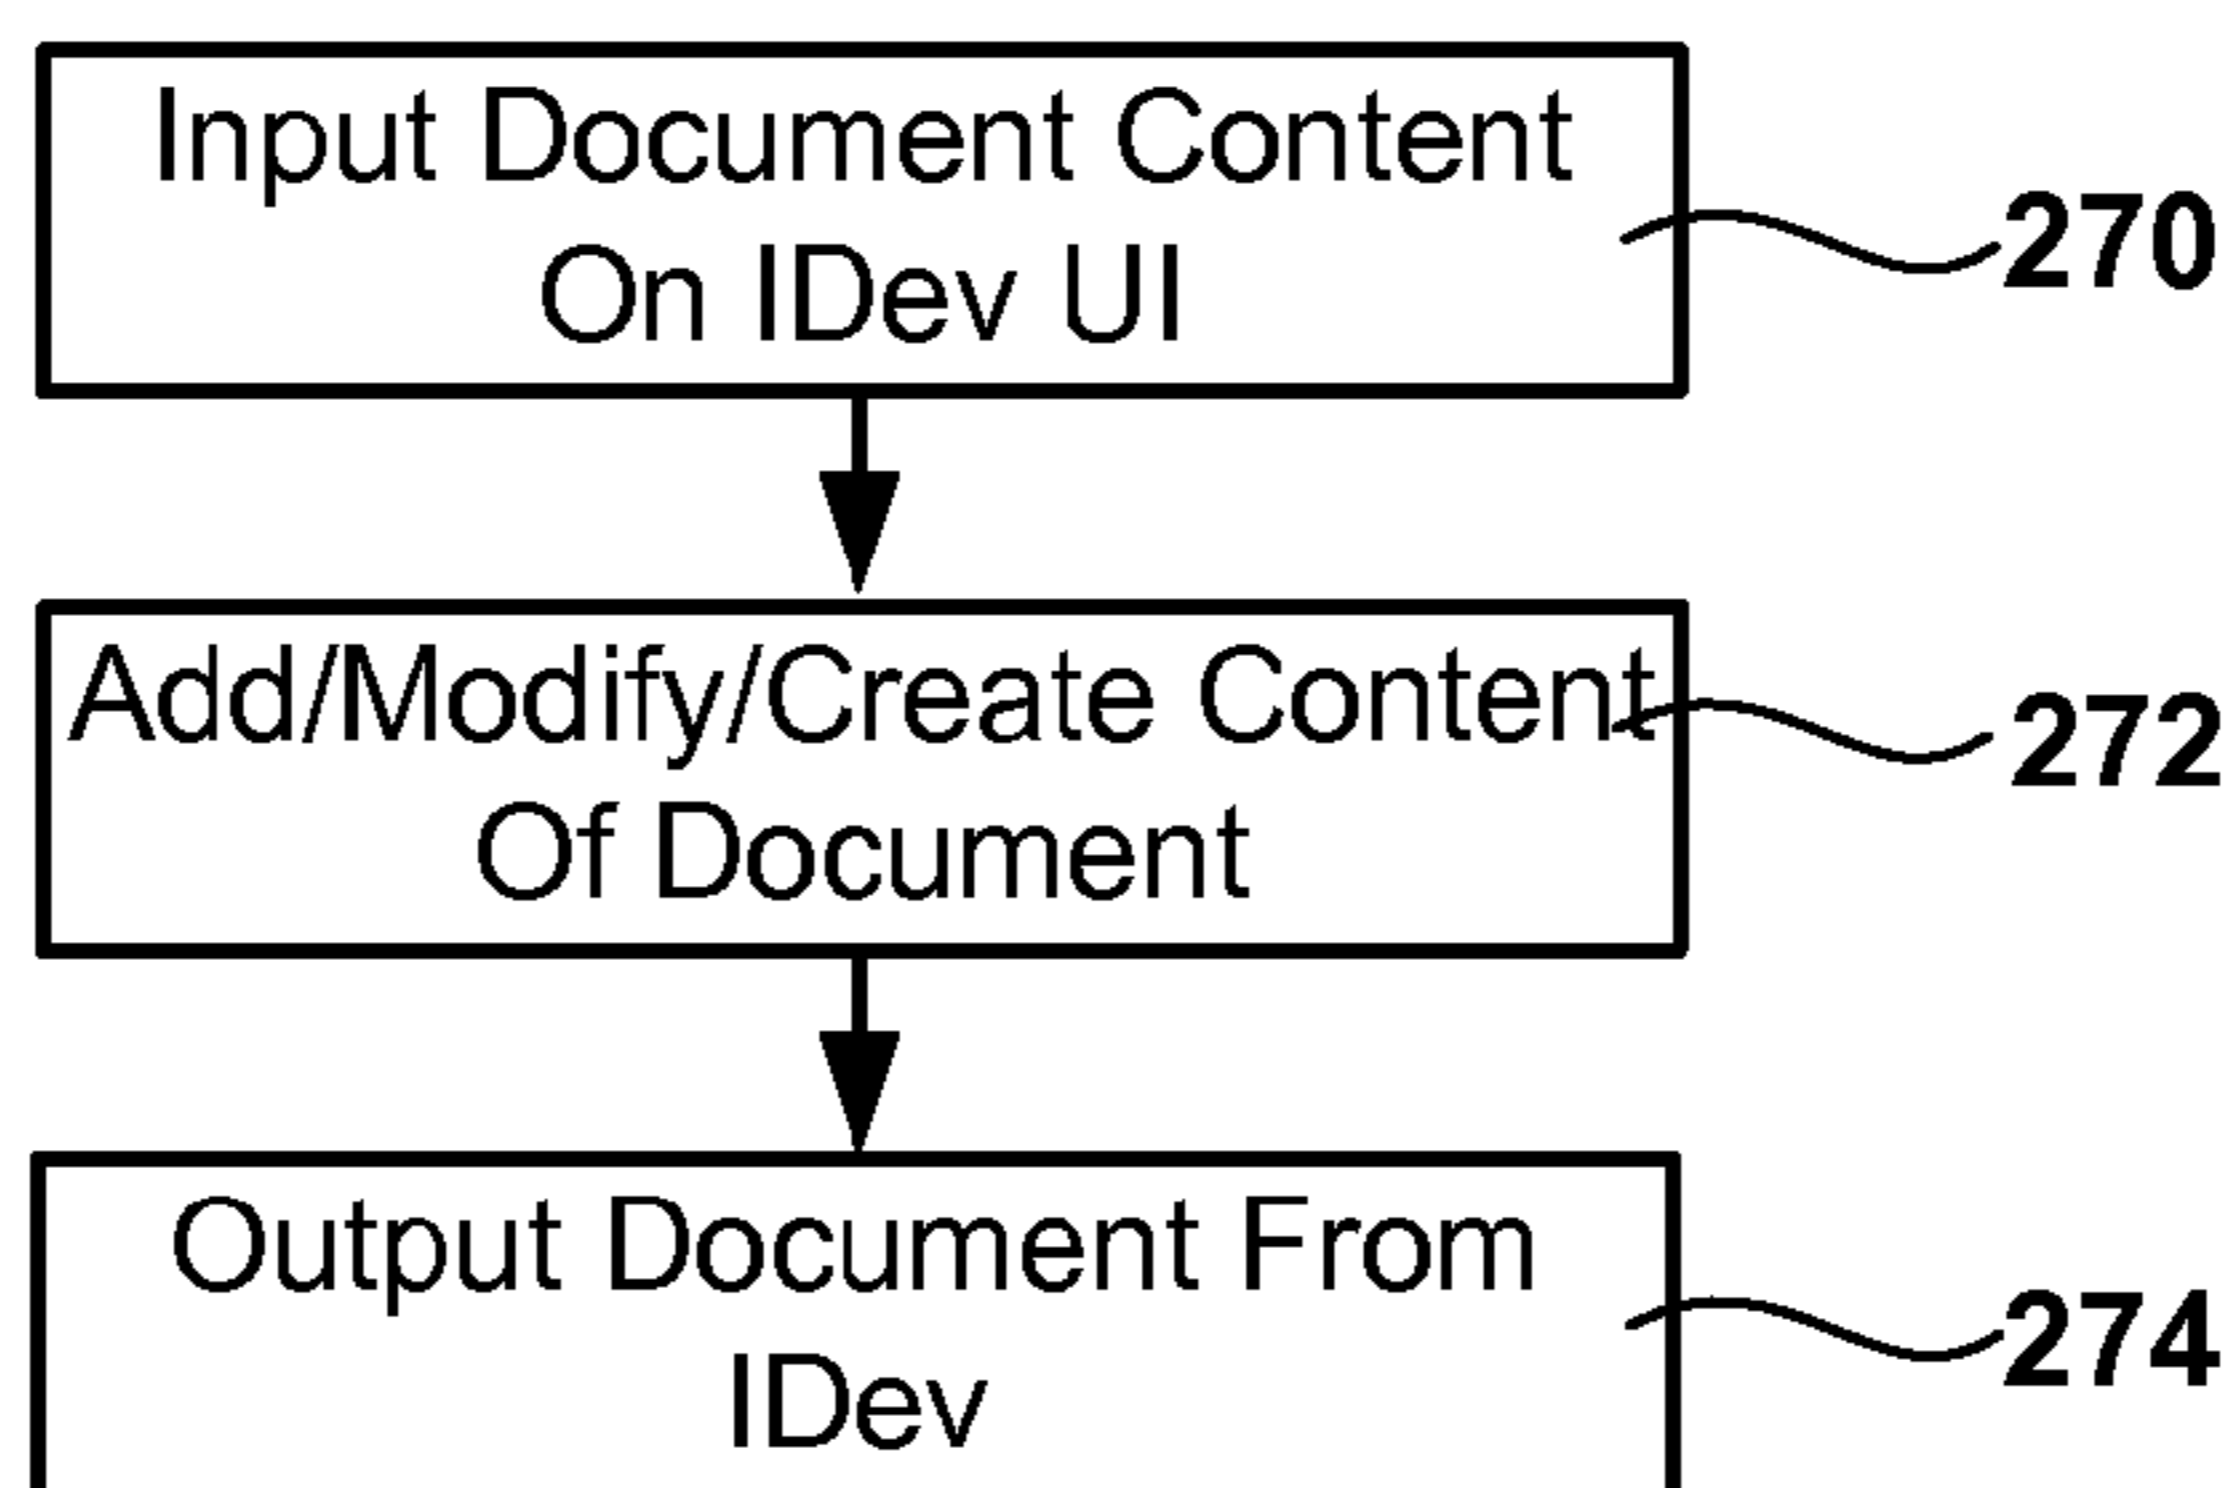 Input Document Content
On IDev UI
270
Add/Modify/Create Content
Of Document
272
Output Document From
IDev
274